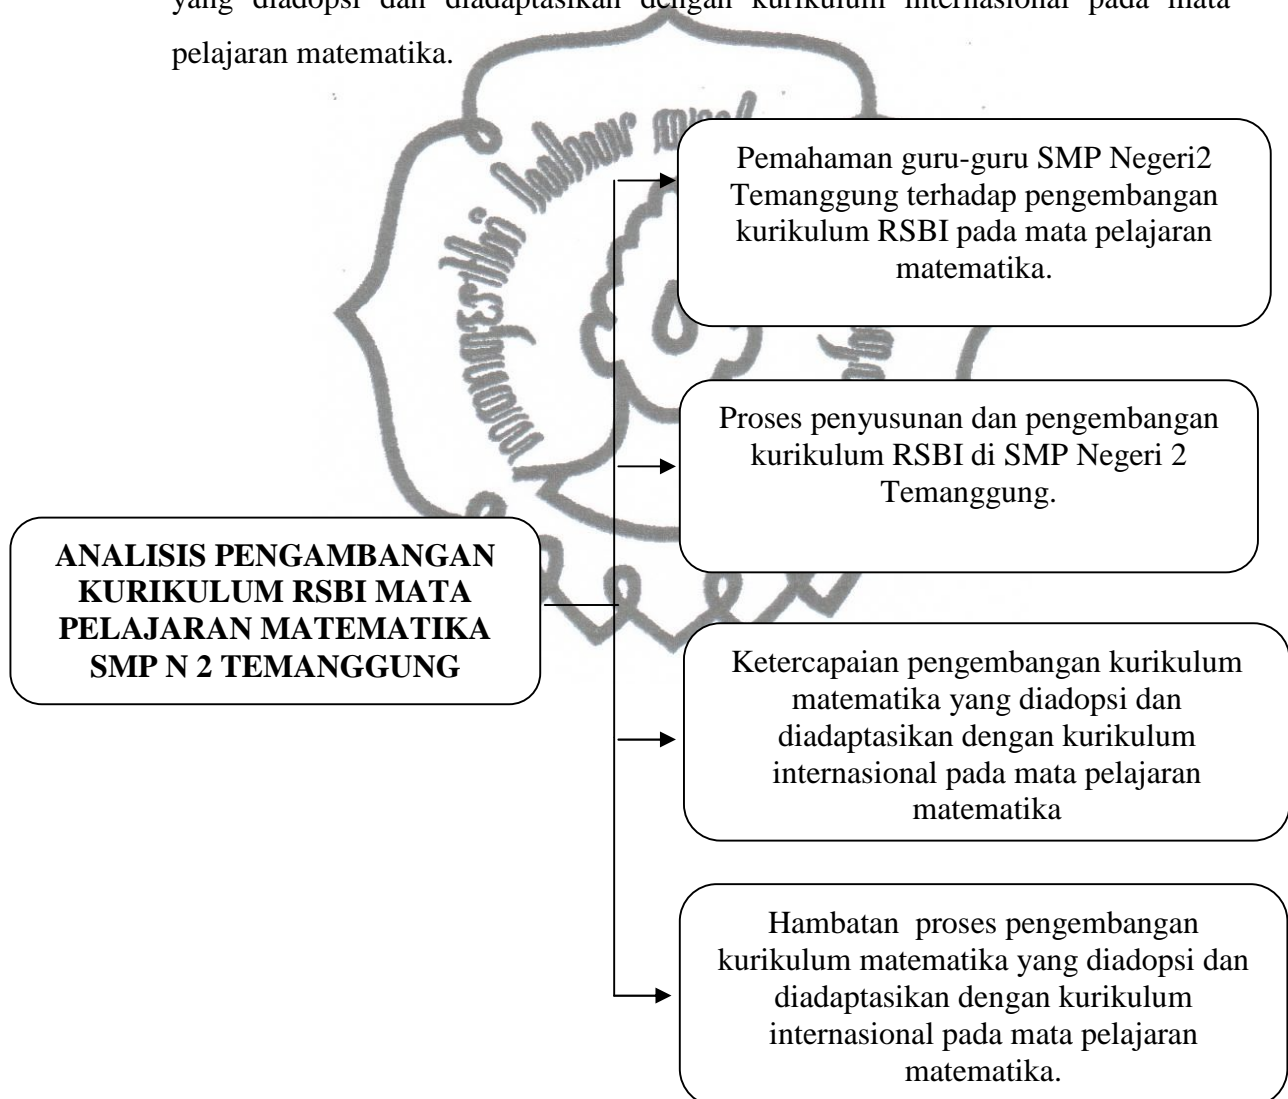 yang diadopsi dan diadaptasikan dengan kurikulum internasional pada mata
pelajaran matematika.
Pemahaman guru-guru SMP Negeri2
Temanggung terhadap pengembangan
kurikulum RSBI pada mata pelajaran
matematika.
Proses penyusunan dan pengembangan
kurikulum RSBI di SMP Negeri 2
Temanggung.
ANALISIS PENGAMBANGAN
KURIKULUM RSBI MATA
PELAJARAN MATEMATIKA
SMP N 2 TEMANGGUNG
Ketercapaian pengembangan kurikulum
matematika yang diadopsi dan
diadaptasikan dengan kurikulum
internasional pada mata pelajaran
matematika
Hambatan  proses pengembangan
kurikulum matematika yang diadopsi dan
diadaptasikan dengan kurikulum
internasional pada mata pelajaran
matematika.